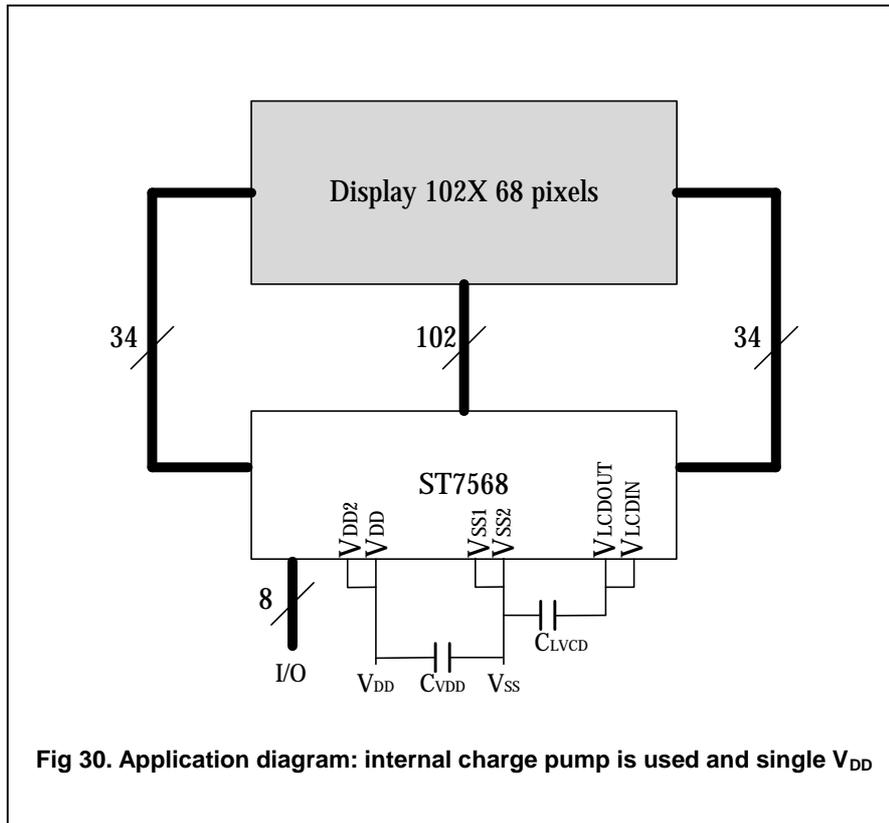 Display 102X 68 pixels
34
102
34
ST7568
VDD2
VDD
VSS1
VSS2
VLCDOUT
VLCDIN
8
I/O
CLVCD
VDD
CVDD
VSS
Fig 30. Application diagram: internal charge pump is used and single VDD